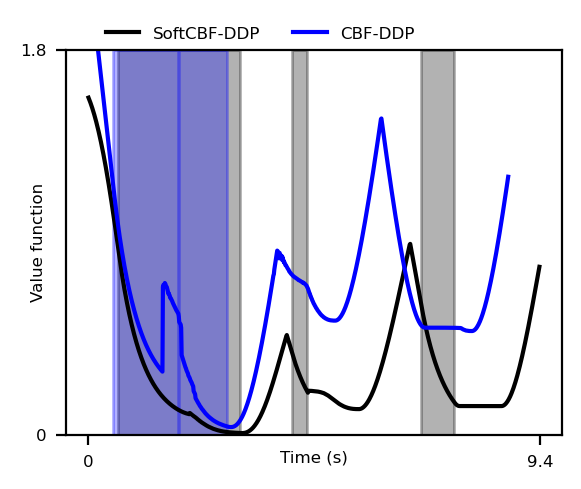 SoftCBF-DDP CBF-DDP
1.8
Value function
0
0 Time (s) 9.4